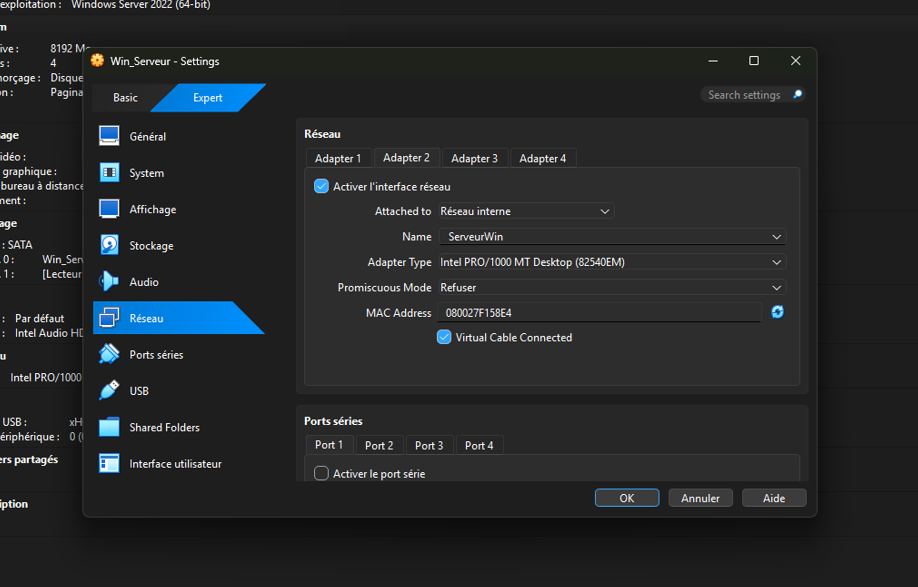 exploitation : Windows Server 2022 (64-bit)
ive : 8192 M
s : 4
morçage : Disque
on : Pagina
Win_Serveur - Settings
Basic
Expert
Search settings
Général
System
Affichage
Stockage
Audio
Réseau
Ports séries
USB
Shared Folders
Interface utilisateur
Réseau
Adapter 1
Adapter 2
Adapter 3
Adapter 4
Activer l'interface réseau
Attached to Réseau interne
Name ServeurWin
Adapter Type Intel PRO/1000 MT Desktop (82540EM)
Promiscuous Mode Refuser
MAC Address 080027F158E4
Virtual Cable Connected
Ports séries
Port 1
Port 2
Port 3
Port 4
Activer le port série
OK
Annuler
Aide
age
idéo :
graphique :
bureau à distance
ment :
age
: SATA
0 : Win_Ser
1 : [Lecteur
: Par défaut
: Intel Audio HD
u
Intel PRO/1000
USB : xH
ériphérique : 0 (
ers partagés
iption